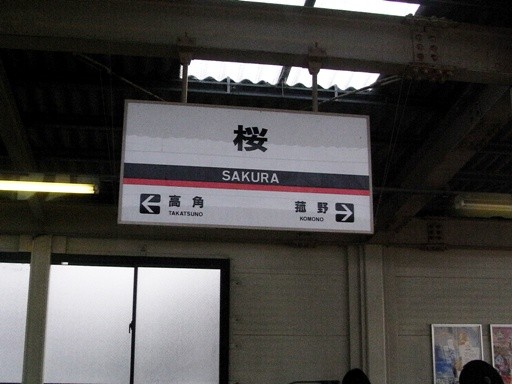 桜
SAKURA
高角
TAKATSUNO
菰野
KOMONO